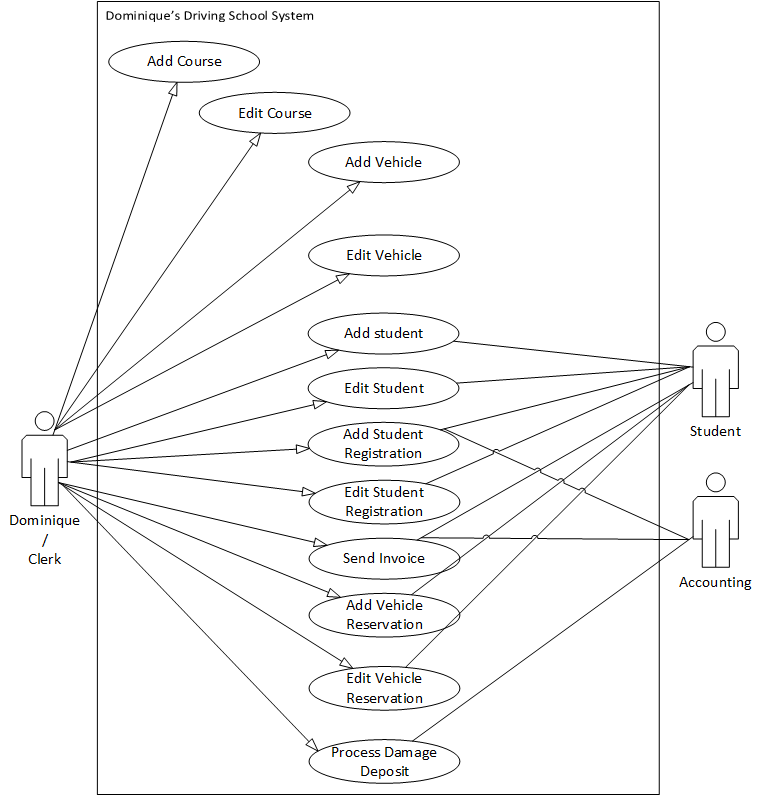 Dominique's Driving School System
Add Course
Edit Course
Add Vehicle
Edit Vehicle
Add student
Edit Student
Add Student
Registration
Edit Student
Registration
Send Invoice
Add Vehicle
Reservation
Edit Vehicle
Reservation
Process Damage
Deposit
Dominique
/
Clerk
Student
Accounting